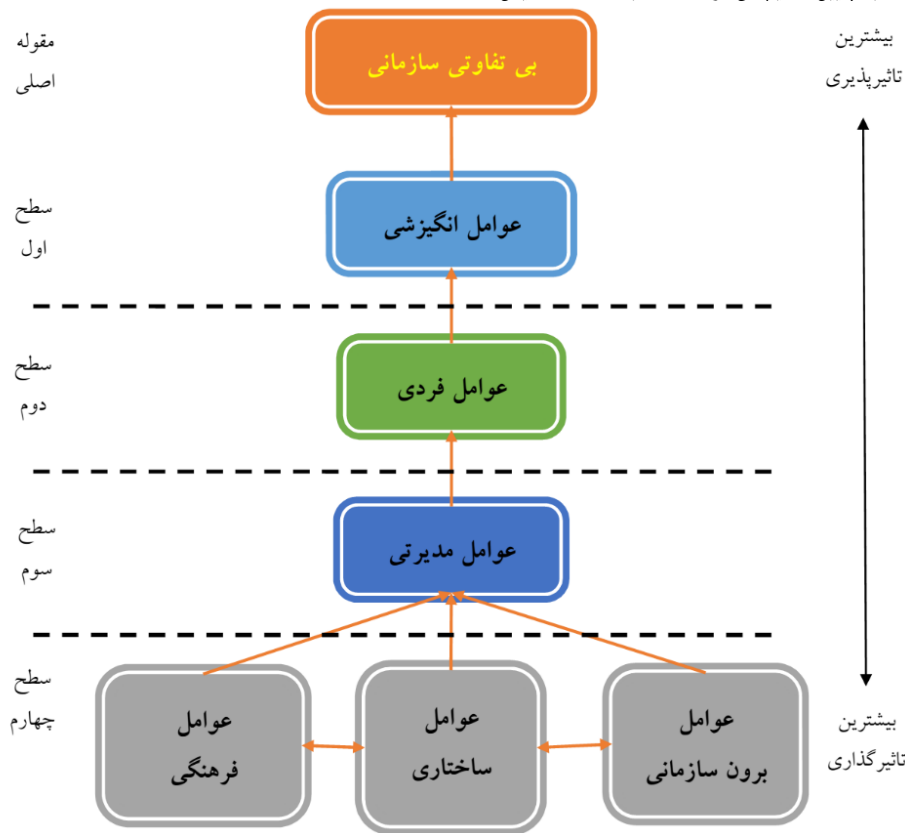 بیشترین
تاثیرپذیری
مقوله
اصلی
بی تفاوتی سازمانی
سطح
اول
عوامل انگیزشی
سطح
دوم
عوامل فردی
سطح
سوم
عوامل مدیرتی
سطح
چهارم
عوامل
برون سازمانی
عوامل
ساختاری
عوامل
فرهنگی
بیشترین
تاثیرگذاری